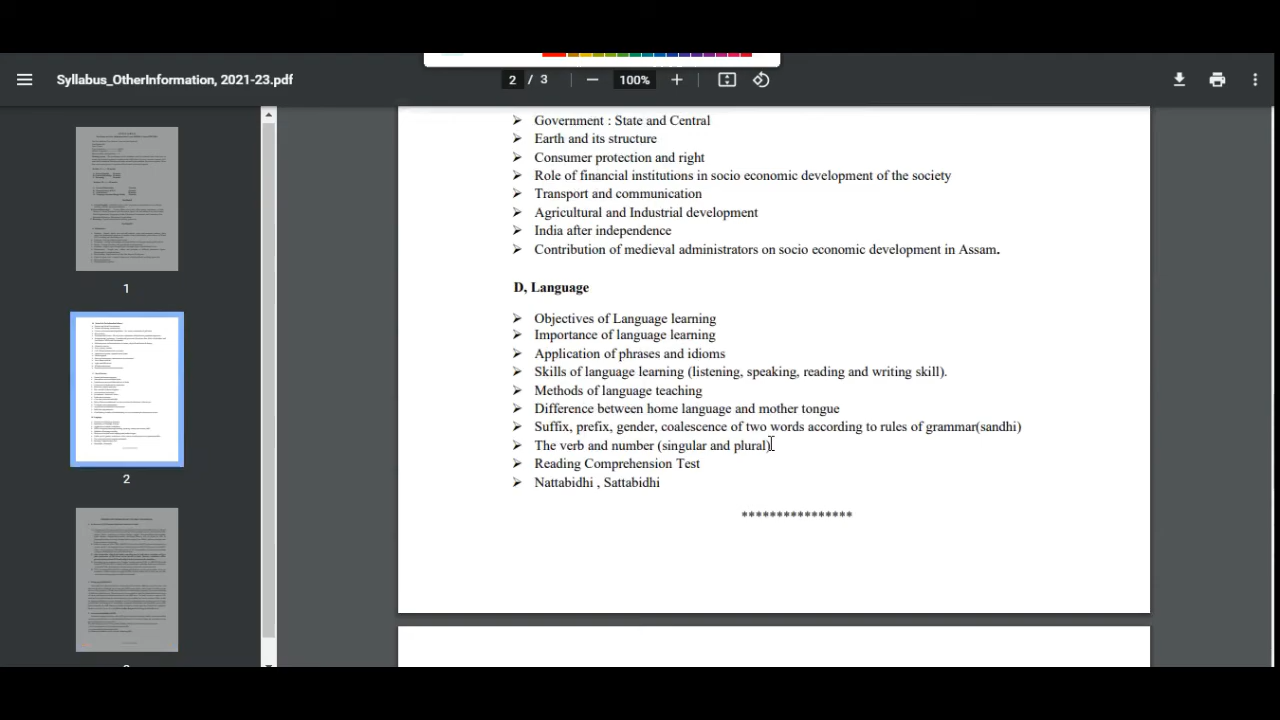 Syllabus_OtherInformation, 2021-23.pdf
2 / 3
100%
Government : State and Central
Earth and its structure
Consumer protection and right
Role of financial institutions in socio economic development of the society
Transport and communication
Agricultural and Industrial development
India after independence
Contribution of medieval administrators on socio economic development in Assam.
D, Language
Objectives of Language learning
Importance of language learning
Application of phrases and idioms
Skills of language learning (listening, speaking, reading and writing skill).
Methods of language teaching
Difference between home language and mother tongue
Suffix, prefix, gender, coalescence of two words according to rules of grammar(sandhi)
The verb and number (singular and plural)
Reading Comprehension Test
Nattabidhi , Sattabidhi
****************
1
2